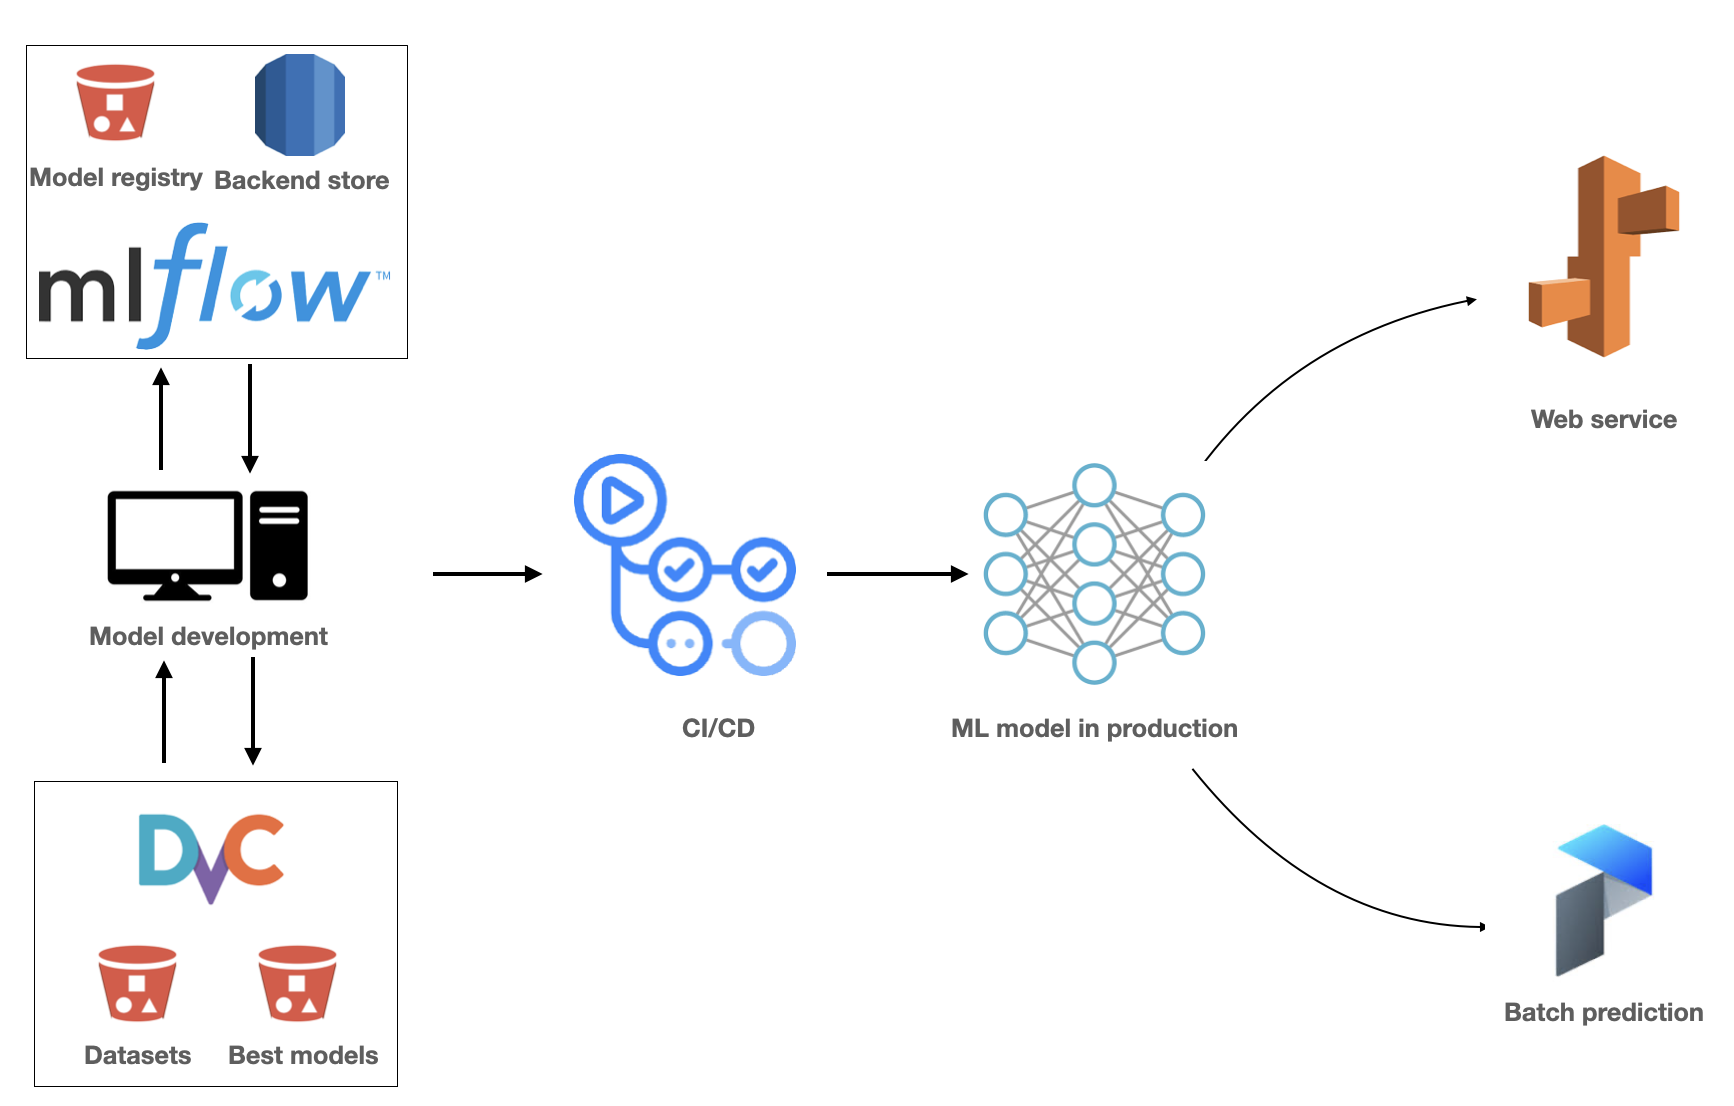 Model registry
Backend store
mlflow™
Model development
DVC
Datasets
Best models
CI/CD
ML model in production
Web service
Batch prediction